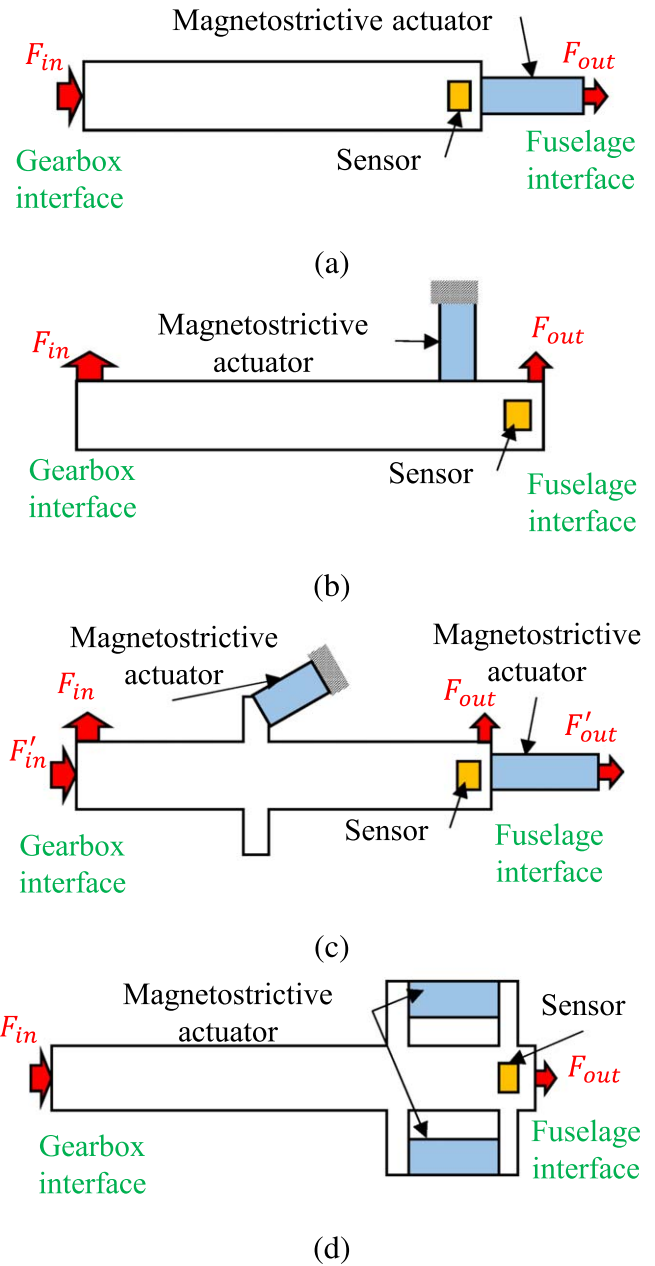 Magnetostrictive actuator
F_in
F_out
Sensor
Gearbox
interface
Fuselage
interface
(a)
Magnetostrictive
actuator
F_in
F_out
Sensor
Gearbox
interface
Fuselage
interface
(b)
Magnetostrictive
actuator
Magnetostrictive
actuator
F_in
F_out
F'_out
F'_in
Sensor
Gearbox
interface
Fuselage
interface
(c)
Magnetostrictive
actuator
Sensor
F_in
F_out
Gearbox
interface
Fuselage
interface
(d)